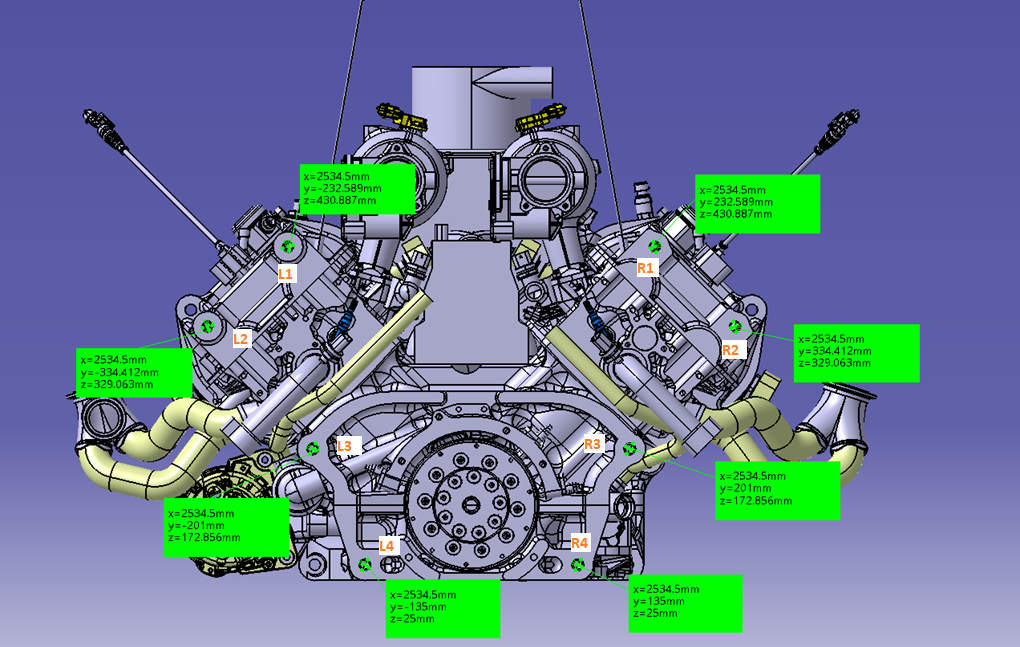 x=2534.5mm
y=-232.589mm
z=430.887mm
x=2534.5mm
y=232.589mm
z=430.887mm
L1
R1
L2
R2
x=2534.5mm
y=-334.412mm
z=329.063mm
x=2534.5mm
y=334.412mm
z=329.063mm
L3
R3
x=2534.5mm
y=201mm
z=172.856mm
x=2534.5mm
y=-201mm
z=172.856mm
L4
R4
x=2534.5mm
y=-135mm
z=25mm
x=2534.5mm
y=135mm
z=25mm